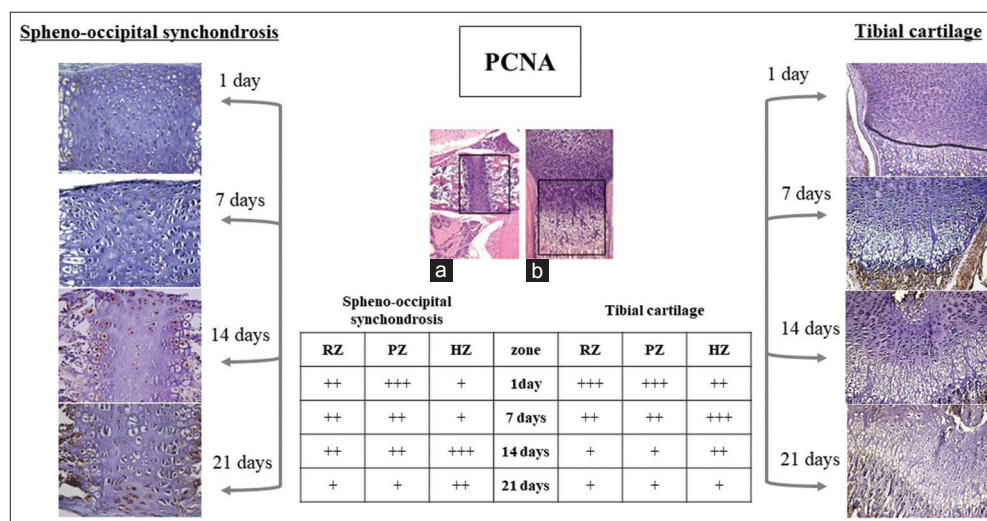 Spheno-occipital synchondrosis
PCNA
Tibial cartilage
1 day
7 days
14 days
21 days
1 day
7 days
14 days
21 days
a
b
Spheno-occipital
synchondrosis
Tibial cartilage
RZ PZ HZ zone RZ PZ HZ
++ +++ + 1day +++ +++ ++
++ ++ + 7 days ++ ++ +++
++ ++ +++ 14 days + + ++
+ + ++ 21 days + + +